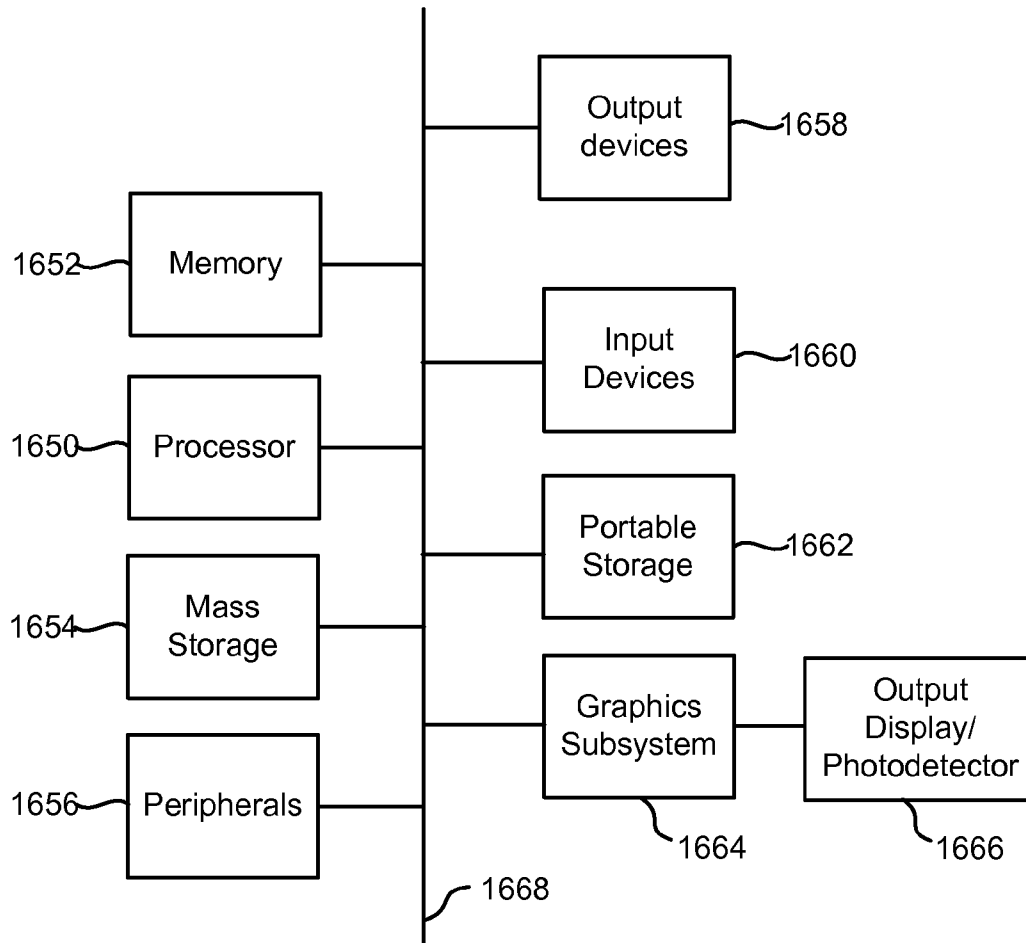 Output
devices
1658
1652
Memory
Input
Devices
1660
1650
Processor
Portable
Storage
1662
1654
Mass
Storage
Graphics
Subsystem
Output
Display/
Photodetector
1656
Peripherals
1664
1666
1668